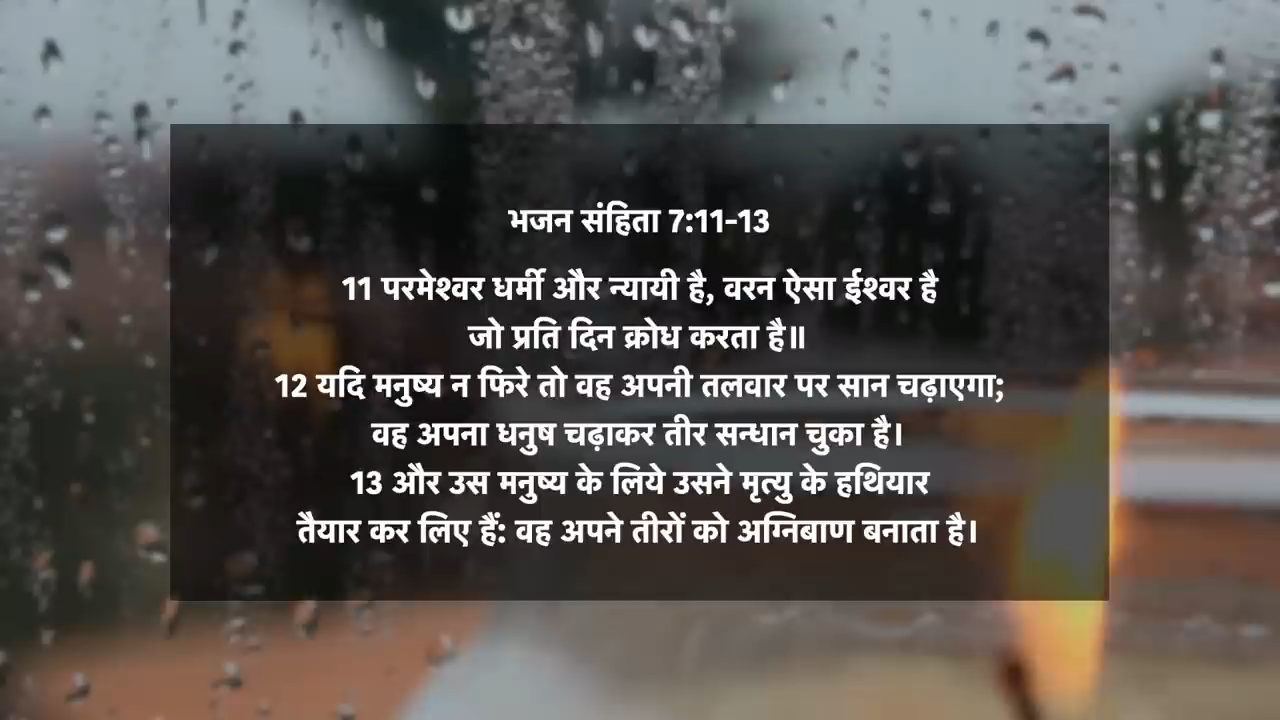 भजन संहिता 7:11-13
11 परमेश्वर धर्मी और न्यायी है, वरन ऐसा ईश्वर है
जो प्रति दिन क्रोध करता है॥
12 यदि मनुष्य न फिरे तो वह अपनी तलवार पर सान चढ़ाएगा;
वह अपना धनुष चढ़ाकर तीर सन्धान चुका है।
13 और उस मनुष्य के लिये उसने मृत्यु के हथियार
तैयार कर लिए हैं: वह अपने तीरों को अग्निबाण बनाता है।